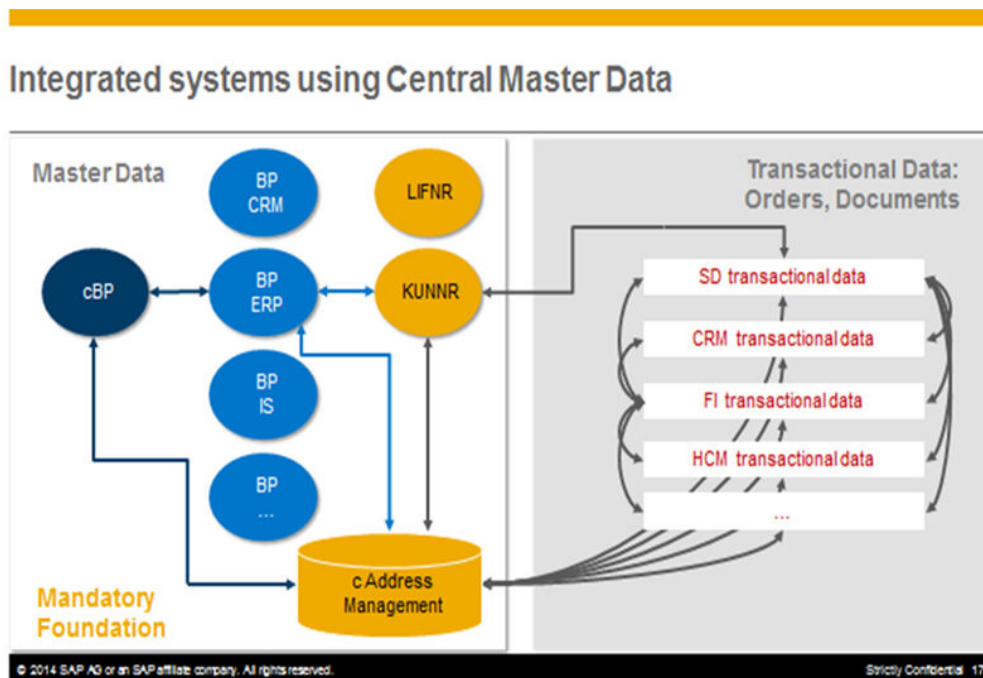 Integrated systems using Central Master Data
Master Data
BP
CRM
LIFNR
cBP
BP
ERP
KUNNR
BP
IS
BP
...
c Address
Management
Mandatory
Foundation
Transactional Data:
Orders, Documents
SD transactional data
CRM transactional data
FI transactional data
HCM transactional data
...
© 2014 SAP AG or an SAP affiliate company. All rights reserved.
Strictly Confidential 17